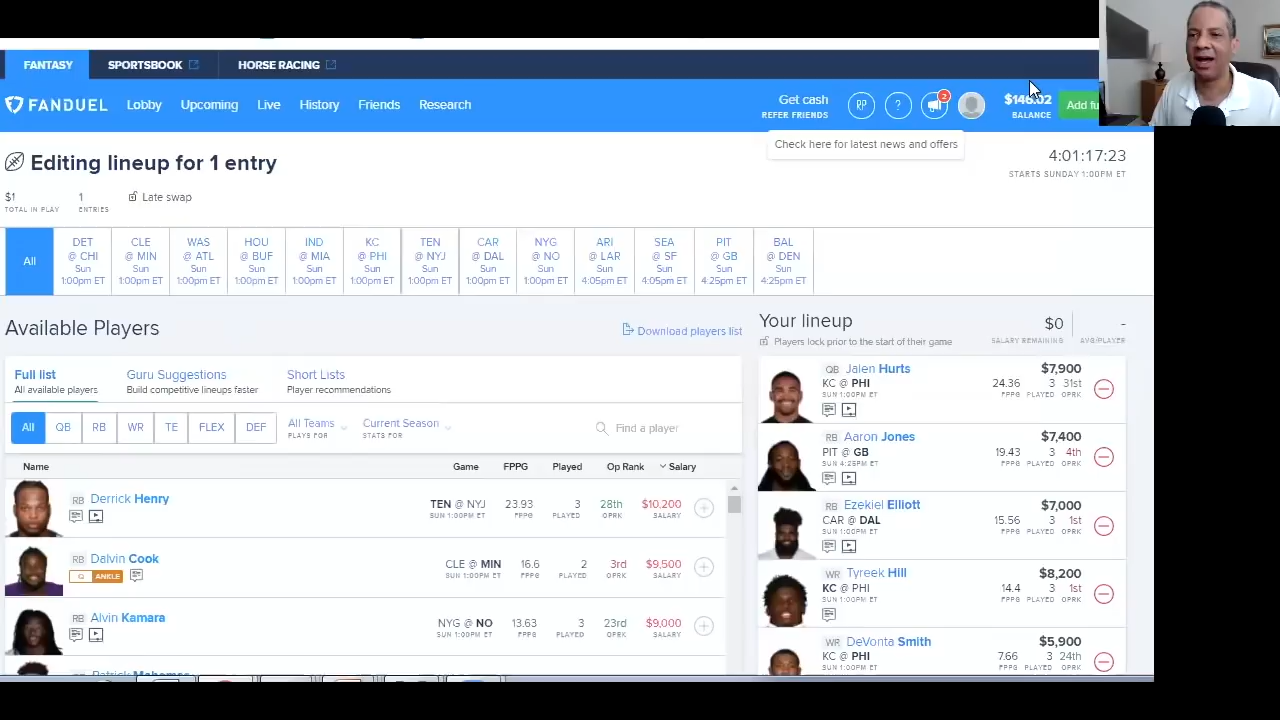 FANTASY SPORTSBOOK HORSE RACING
FANDUEL Lobby Upcoming Live History Friends Research
Get cash
REFER FRIENDS
RP ? 2
BALANCE
Add fu
Check here for latest news and offers
Editing lineup for 1 entry
4:01:17:23
STARTS SUNDAY 1:00PM ET
$1 1 Late swap
TOTAL IN PLAY ENTRIES
All
DET @ CHI Sun 1:00pm ET
CLE @ MIN Sun 1:00pm ET
WAS @ ATL Sun 1:00pm ET
HOU @ BUF Sun 1:00pm ET
IND @ MIA Sun 1:00pm ET
KC @ PHI Sun 1:00pm ET
TEN @ NYJ Sun 1:00pm ET
CAR @ DAL Sun 1:00pm ET
NYG @ NO Sun 1:00pm ET
ARI @ LAR Sun 4:05pm ET
SEA @ SF Sun 4:05pm ET
PIT @ GB Sun 4:25pm ET
BAL @ DEN Sun 4:25pm ET
Available Players
Download players list
Full list Guru Suggestions Short Lists
All available players Build competitive lineups faster Player recommendations
All QB WR TE FLEX DEF
All Teams Current Season Find a player
PLAYS FOR STATS FOR
Name Game FPPG Played Op Rank Salary
RB Derrick Henry TEN @ NYJ 23.93 3 28th $10,200
SUN 1:00PM ET FPPG PLAYED OPRK SALARY
RB Dalvin Cook CLE @ MIN 16.6 2 3rd $9,500
Q ANKLE SUN 1:00PM ET FPPG PLAYED OPRK SALARY
RB Alvin Kamara NYG @ NO 13.63 3 23rd $9,000
SUN 1:00PM ET FPPG PLAYED OPRK SALARY
Your lineup
$0 -
Players lock prior to the start of their game
SALARY REMAINING AVG/PLAYER
QB Jalen Hurts $7,900
KC @ PHI 24.36 3 31st
SUN 1:00PM ET FPPG PLAYED OPRK
RB Aaron Jones $7,400
PIT @ GB 19.43 3 4th
SUN 4:25PM ET FPPG PLAYED OPRK
RB Ezekiel Elliott $7,000
CAR @ DAL 15.56 3 1st
SUN 1:00PM ET FPPG PLAYED OPRK
WR Tyreek Hill $8,200
KC @ PHI 14.4 3 1st
SUN 1:00PM ET FPPG PLAYED OPRK
WR DeVonta Smith $5,900
KC @ PHI 7.66 3 24th
SUN 1:00PM ET FPPG PLAYED OPRK